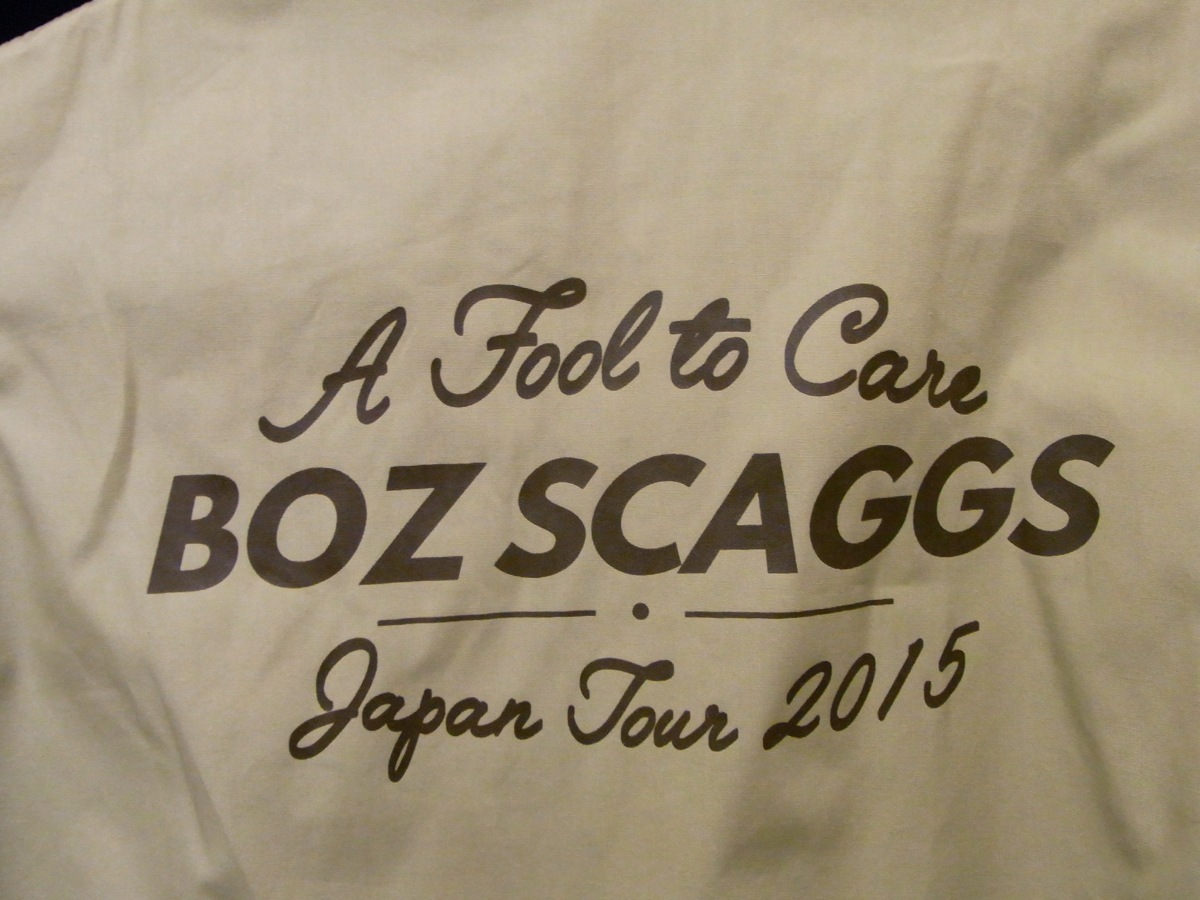 A Fool to Care
BOZ SCAGGS
Japan Tour 2015